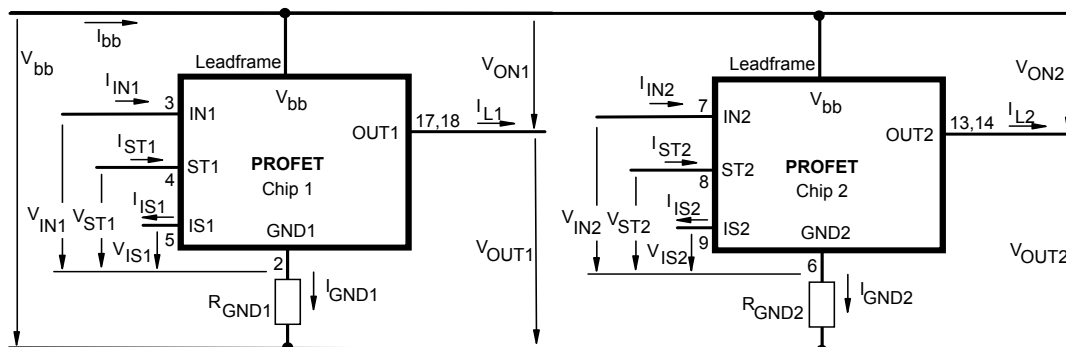 I_bb
V_bb
Leadframe
V_bb
V_ON1
I_IN1
3
IN1
I_ST1
4
ST1
PROFET
Chip 1
OUT1
17,18
I_L1
V_IN1
V_ST1
I_IS1
V_IS1
5
IS1
GND1
2
R_GND1
I_GND1
V_OUT1
Leadframe
V_bb
V_ON2
I_IN2
7
IN2
I_ST2
8
ST2
PROFET
Chip 2
OUT2
13,14
I_L2
V_IN2
V_ST2
I_IS2
V_IS2
9
IS2
GND2
6
R_GND2
I_GND2
V_OUT2